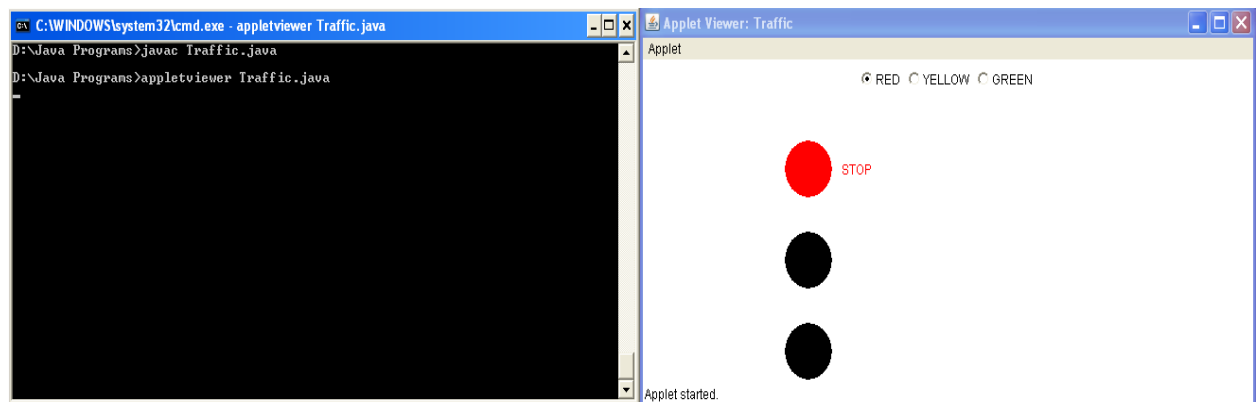 C:\WINDOWS\system32\cmd.exe - appletviewer Traffic.java
D:\Java Programs>javac Traffic.java
D:\Java Programs>appletviewer Traffic.java
Applet Viewer: Traffic
Applet
RED YELLOW GREEN
STOP
Applet started.